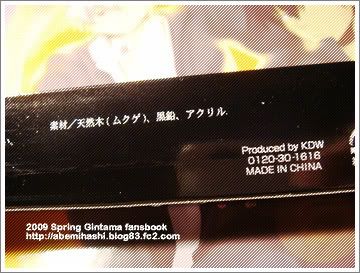 素材／天然木(ムクゲ)、黒鉛、アクリル.
Produced by KDW
0120-30-1616
MADE IN CHINA
2009 Spring Gintama fansbook
http://abemihashi.blog83.fc2.com